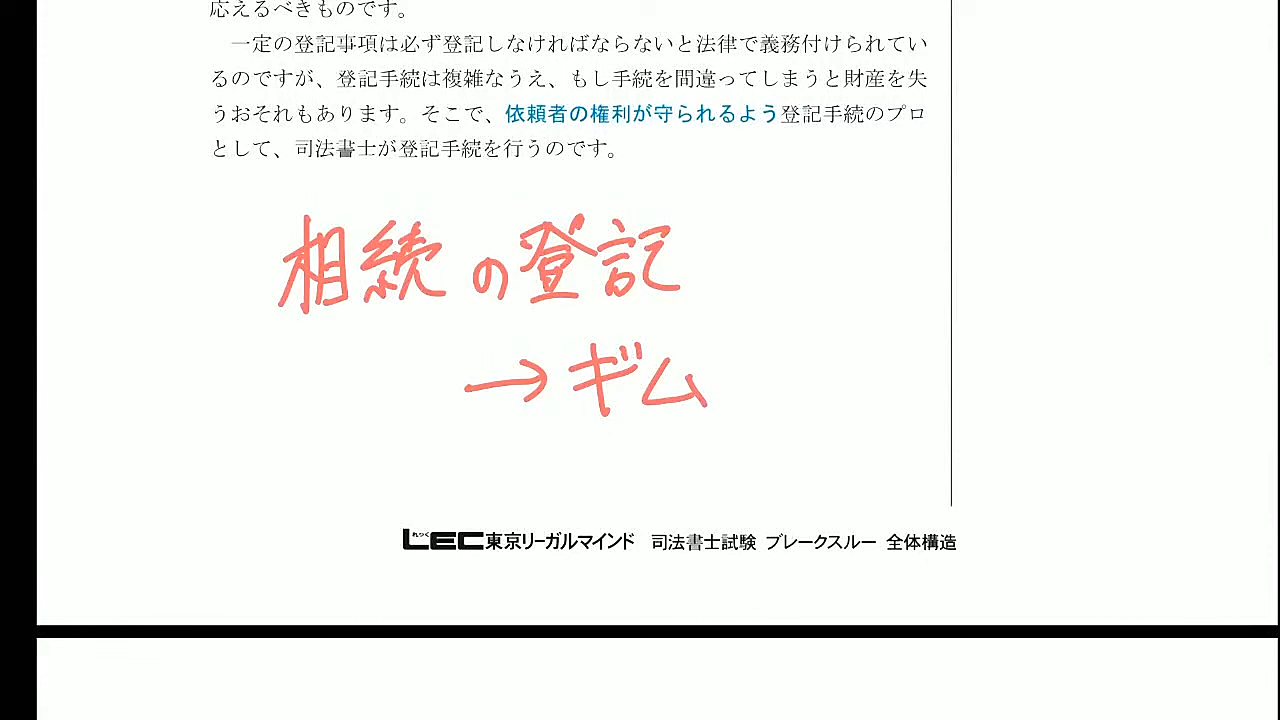 応えるべきものです。
一定の登記事項は必ず登記しなければならないと法律で義務付けられてい
るのですが、登記手続は複雑なうえ、もし手続を間違ってしまうと財産を失
うおそれもあります。そこで、依頼者の権利が守られるよう登記手続のプロ
として、司法書士が登記手続を行うのです。
相続の登記
→ギム
れっく LEC東京リーガルマインド 司法書士試験 ブレークスルー 全体構造